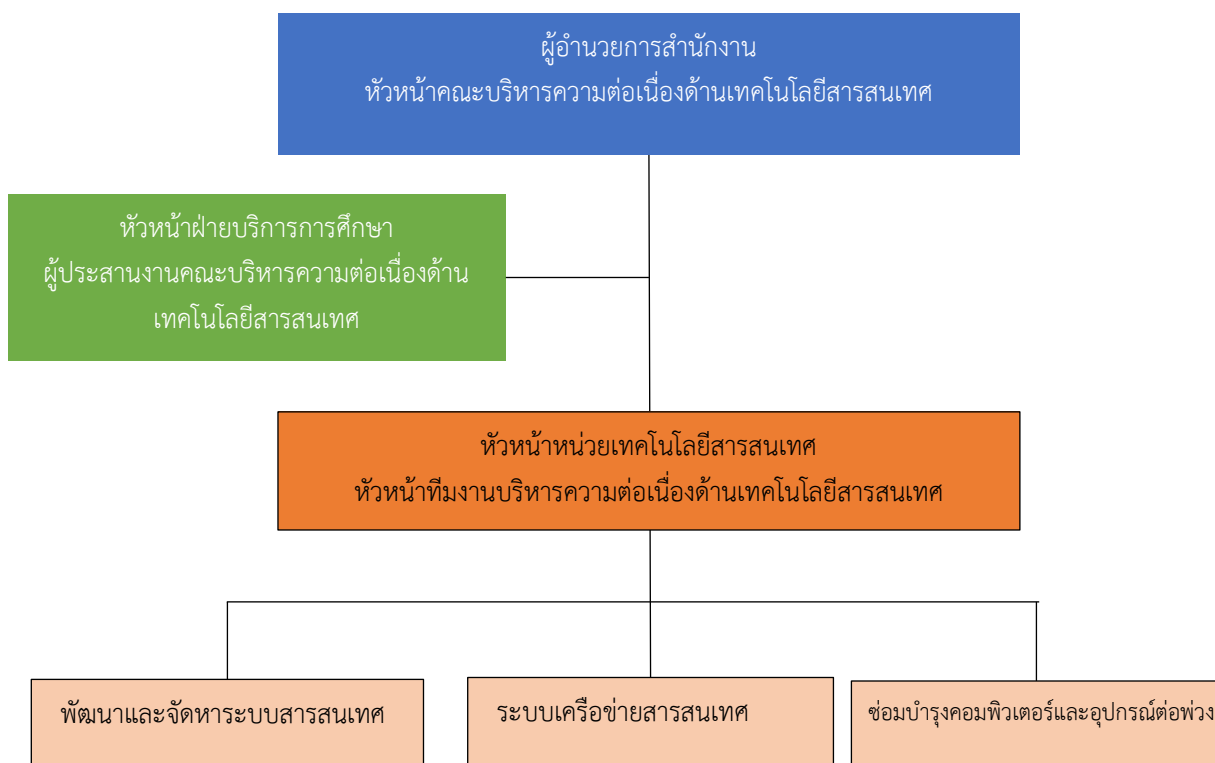 ผู้อำนวยการสำนักงาน
หัวหน้าคณะบริหารความต่อเนื่องด้านเทคโนโลยีสารสนเทศ
หัวหน้าฝ่ายบริการการศึกษา
ผู้ประสานงานคณะบริหารความต่อเนื่องด้าน
เทคโนโลยีสารสนเทศ
หัวหน้าหน่วยเทคโนโลยีสารสนเทศ
หัวหน้าทีมงานบริหารความต่อเนื่องด้านเทคโนโลยีสารสนเทศ
พัฒนาและจัดหาระบบสารสนเทศ
ระบบเครือข่ายสารสนเทศ
ซ่อมบำรุงคอมพิวเตอร์และอุปกรณ์ต่อพ่วง